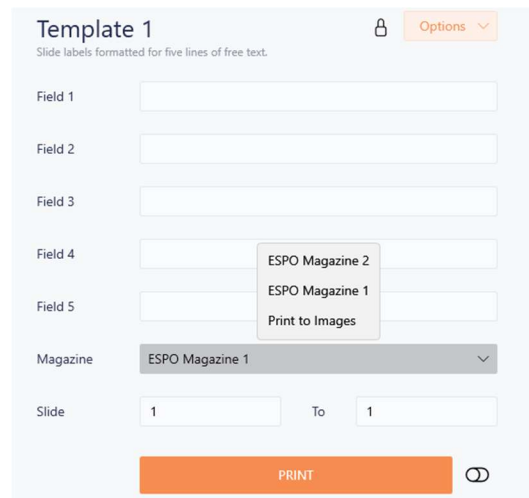 Template 1
Options
Slide labels formatted for five lines of free text.
Field 1
Field 2
Field 3
Field 4
ESPO Magazine 2
ESPO Magazine 1
Field 5
Print to Images
Magazine
ESPO Magazine 1
Slide
1
To
1
PRINT